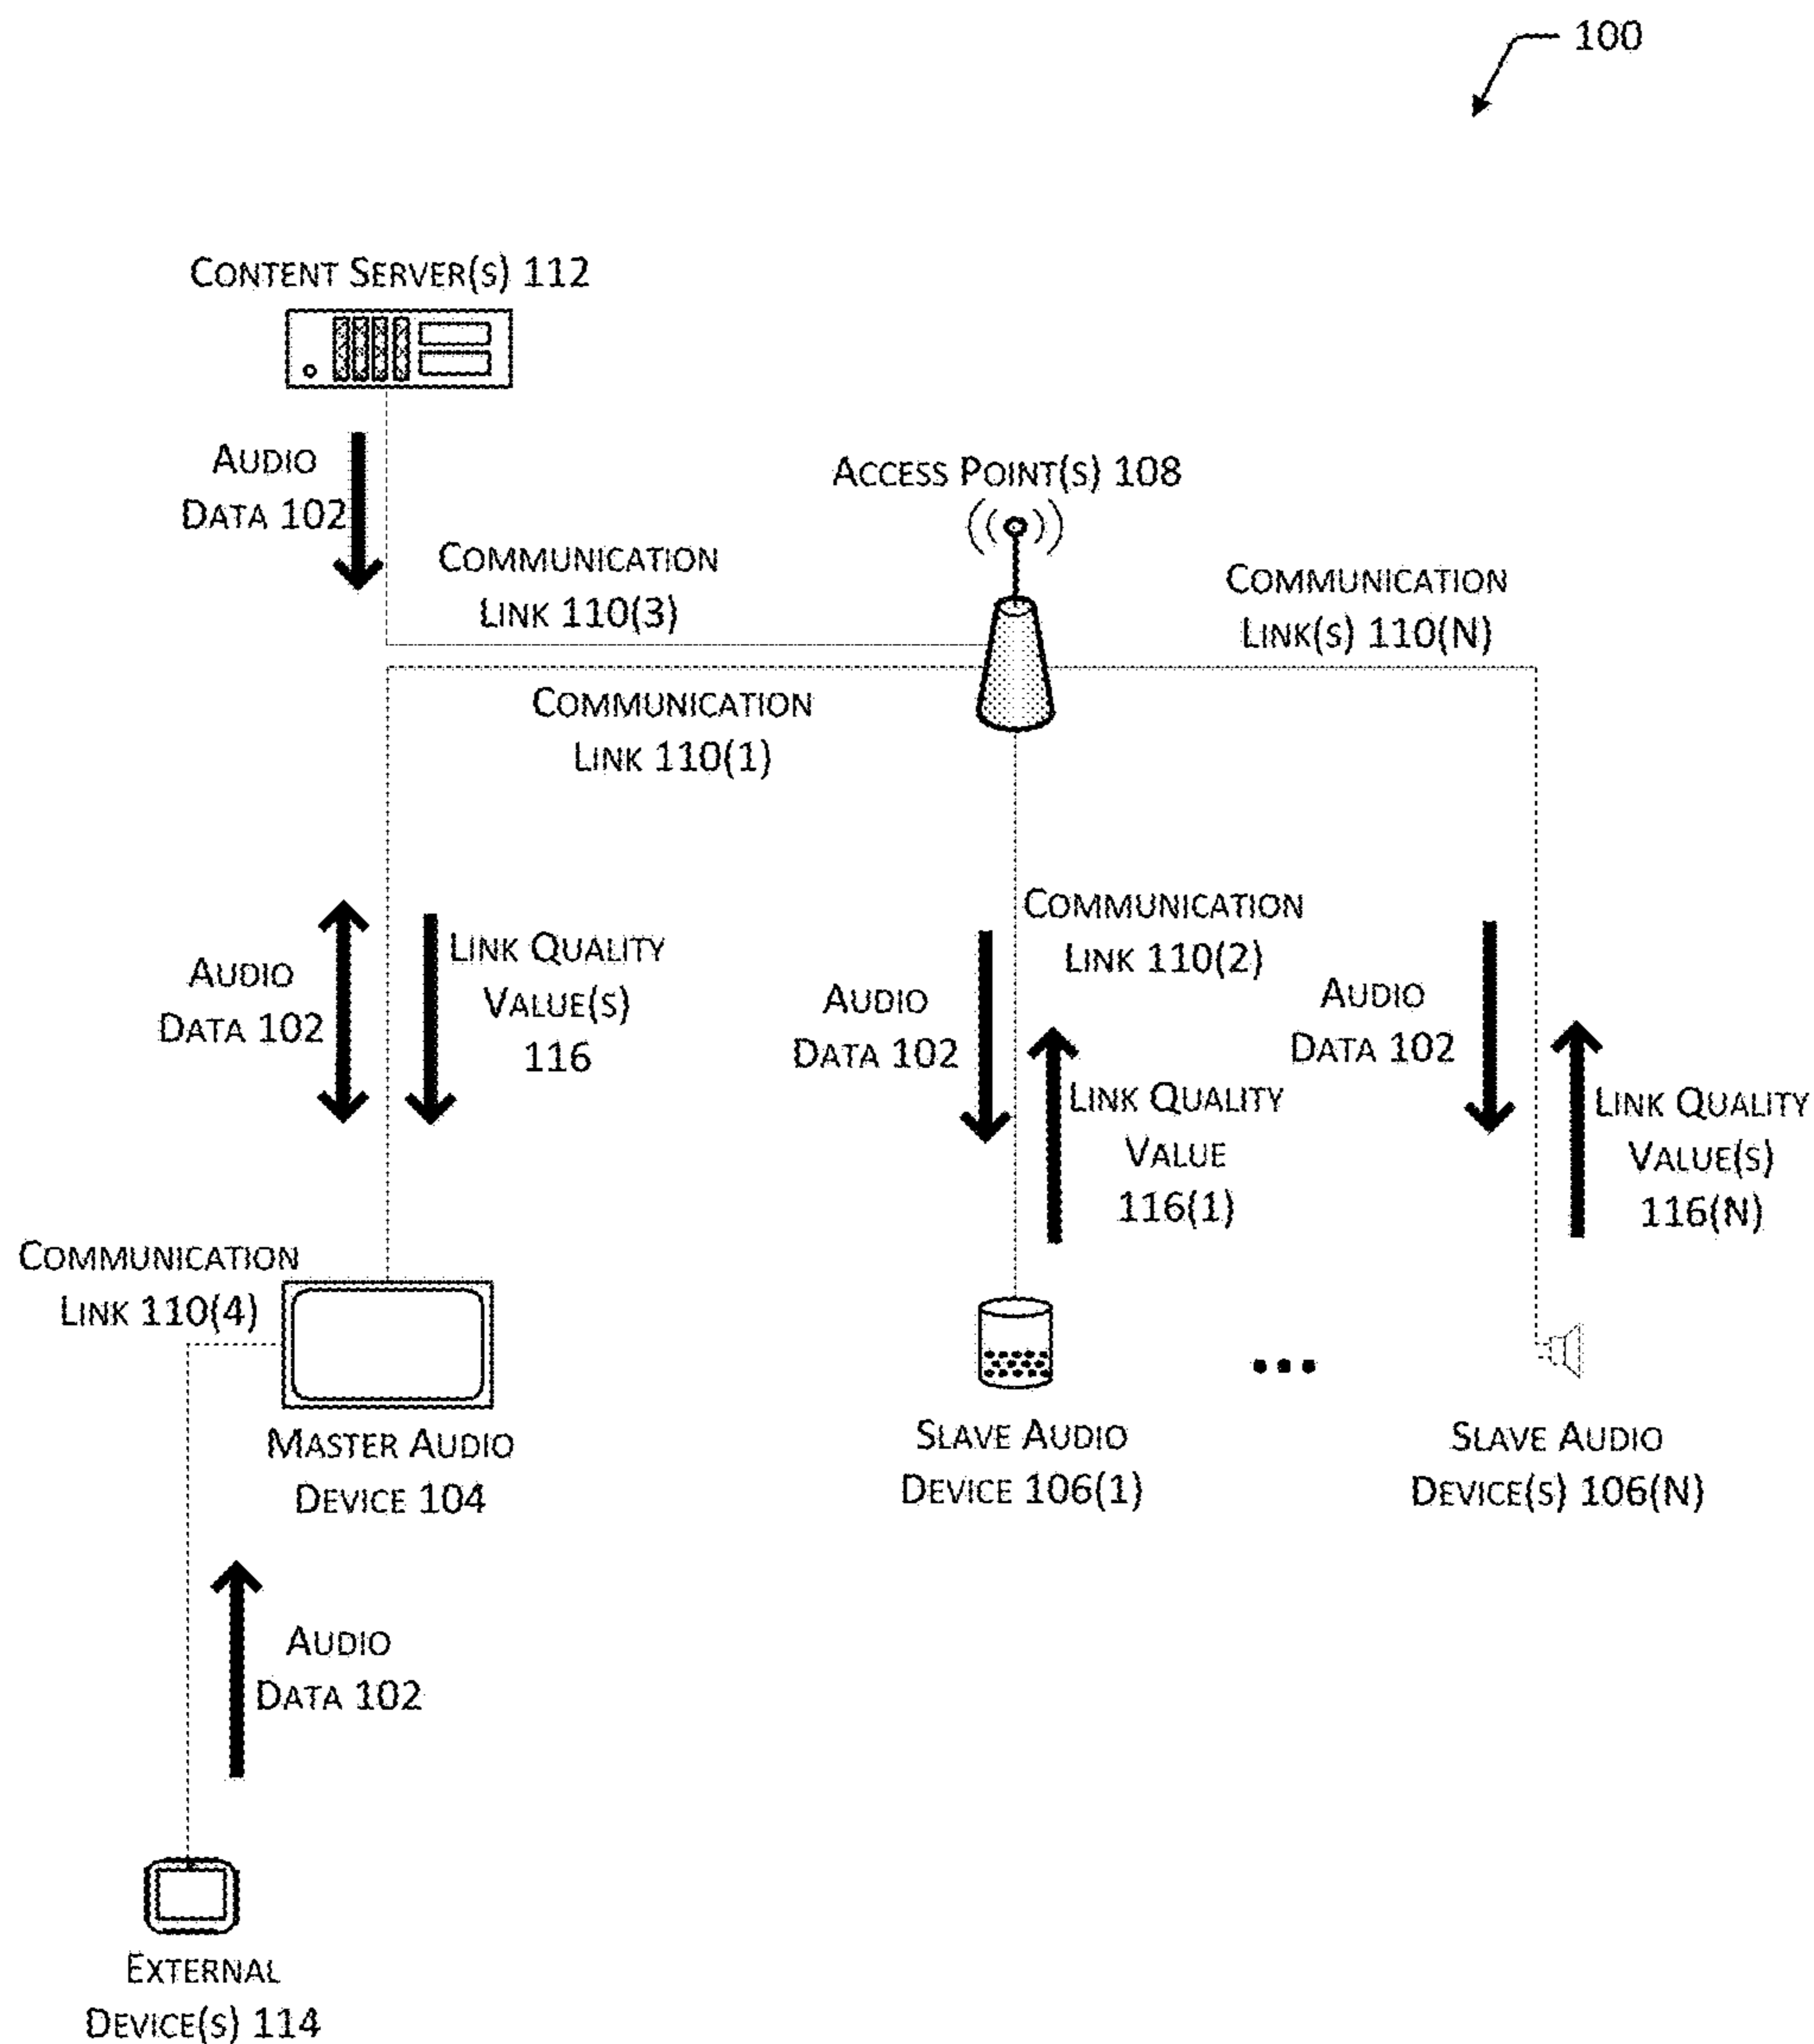 100
CONTENT SERVER(S) 112
AUDIO
DATA 102
ACCESS POINT(S) 108
COMMUNICATION
LINK 110(3)
COMMUNICATION
LINK(S) 110(N)
COMMUNICATION
LINK 110(1)
AUDIO
DATA 102
LINK QUALITY
VALUE(S)
116
COMMUNICATION
LINK 110(2)
AUDIO
DATA 102
LINK QUALITY
VALUE
116(1)
AUDIO
DATA 102
LINK QUALITY
VALUE(S)
116(N)
COMMUNICATION
LINK 110(4)
MASTER AUDIO
DEVICE 104
SLAVE AUDIO
DEVICE 106(1)
SLAVE AUDIO
DEVICE(S) 106(N)
AUDIO
DATA 102
EXTERNAL
DEVICE(S) 114